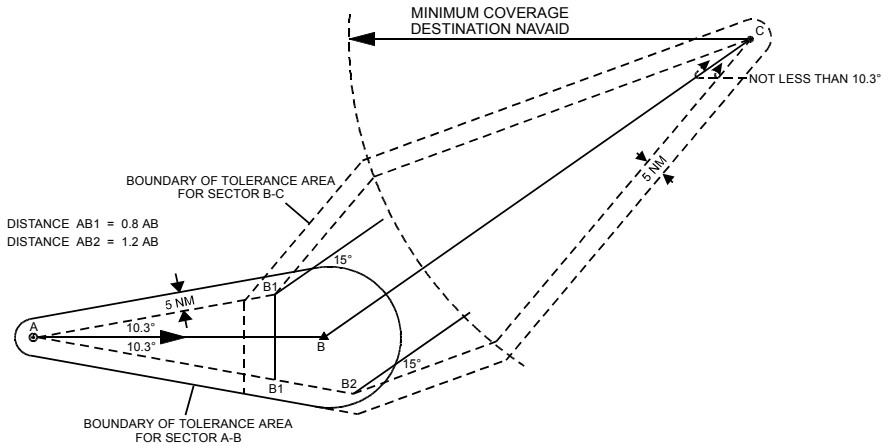 MINIMUM COVERAGE
DESTINATION NAVAID
C
NOT LESS THAN 10.3°
5 NM
BOUNDARY OF TOLERANCE AREA
FOR SECTOR B-C
DISTANCE AB1 = 0.8 AB
DISTANCE AB2 = 1.2 AB
15°
B1
5 NM
A
10.3°
10.3°
B
15°
B1
B2
BOUNDARY OF TOLERANCE AREA
FOR SECTOR A-B